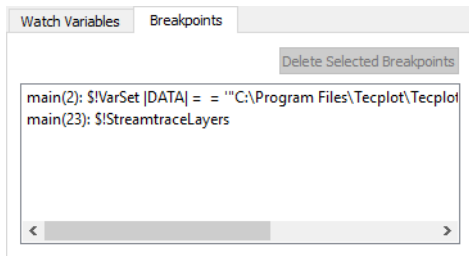 Watch Variables
Breakpoints
Delete Selected Breakpoints
main(2): $!VarSet |DATA| = = '"C:\Program Files\Tecplot\Tecplot
main(23): $!StreamtraceLayers